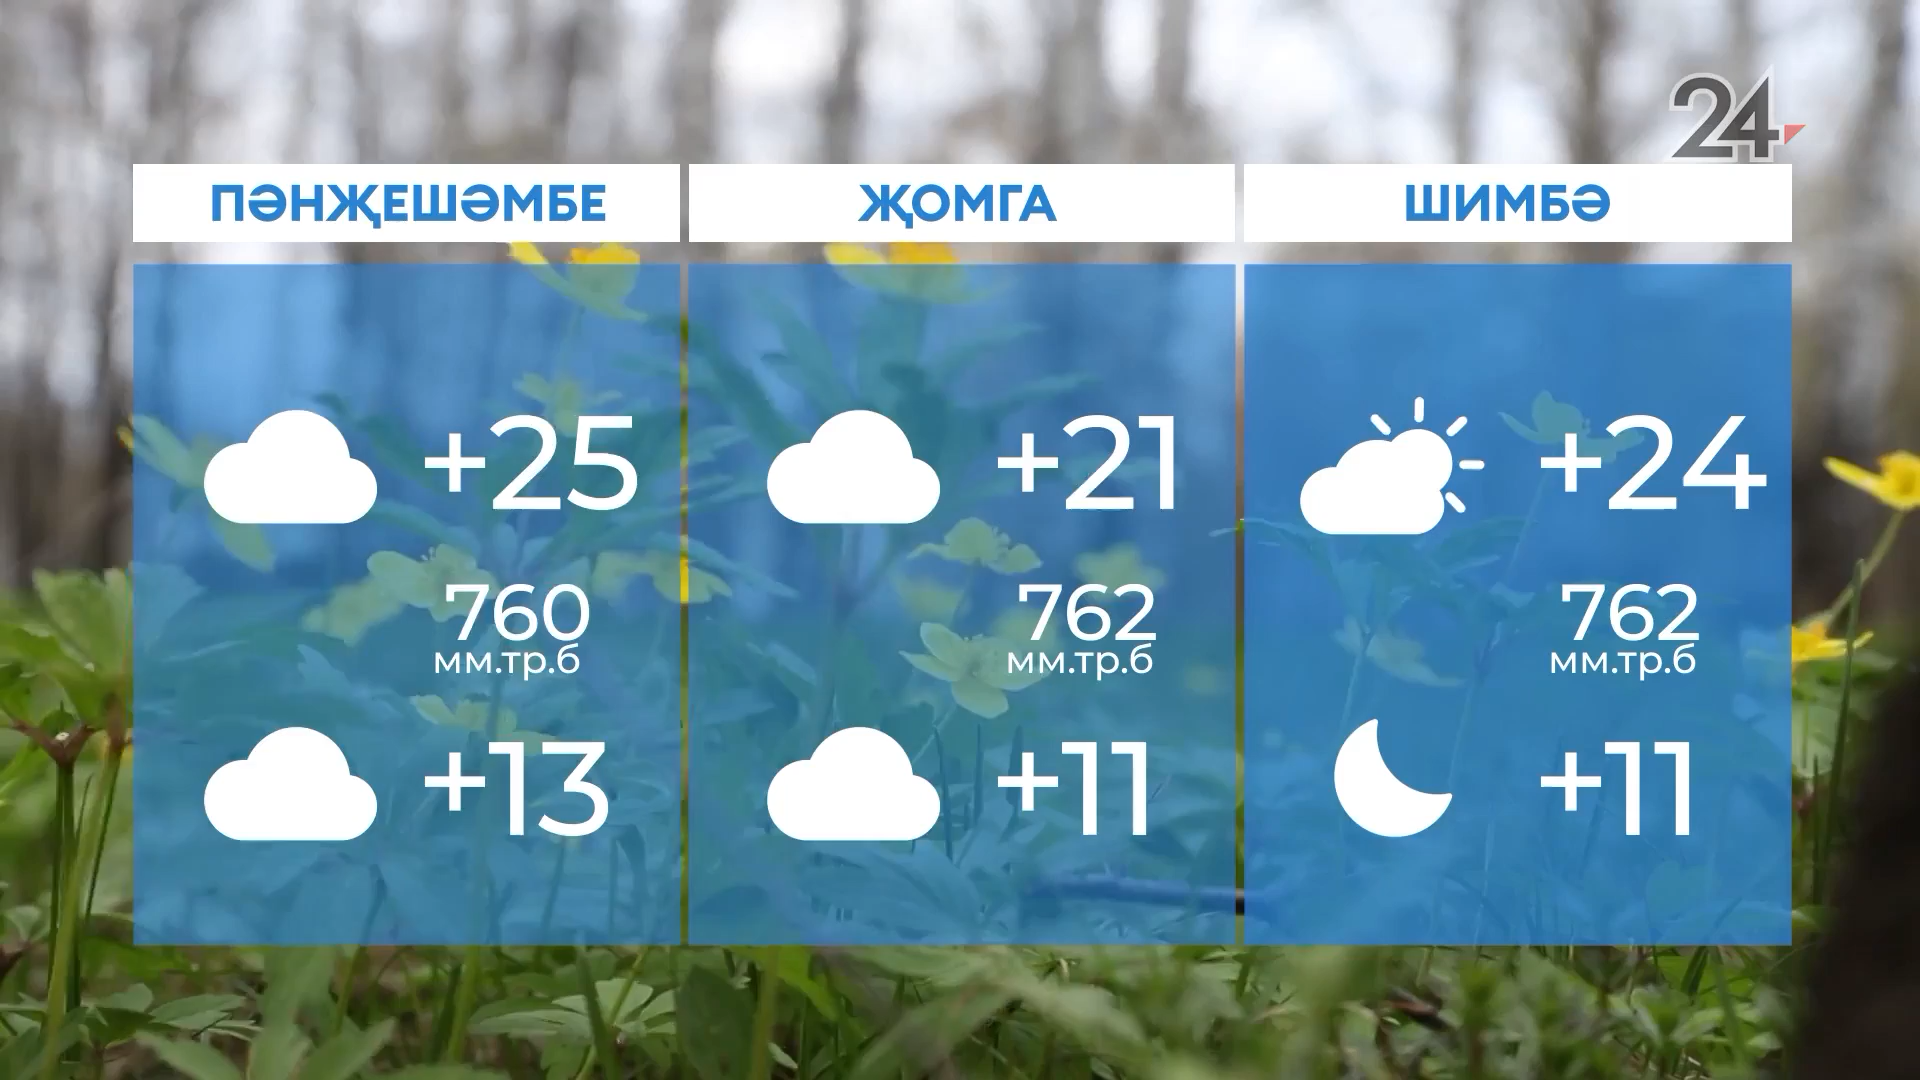 24
ПӘНҖЕШӘМБЕ
ҖОМГА
ШИМБӘ
+25
760
мм.тр.б
+13
+21
762
мм.тр.б
+11
+24
762
мм.тр.б
+11